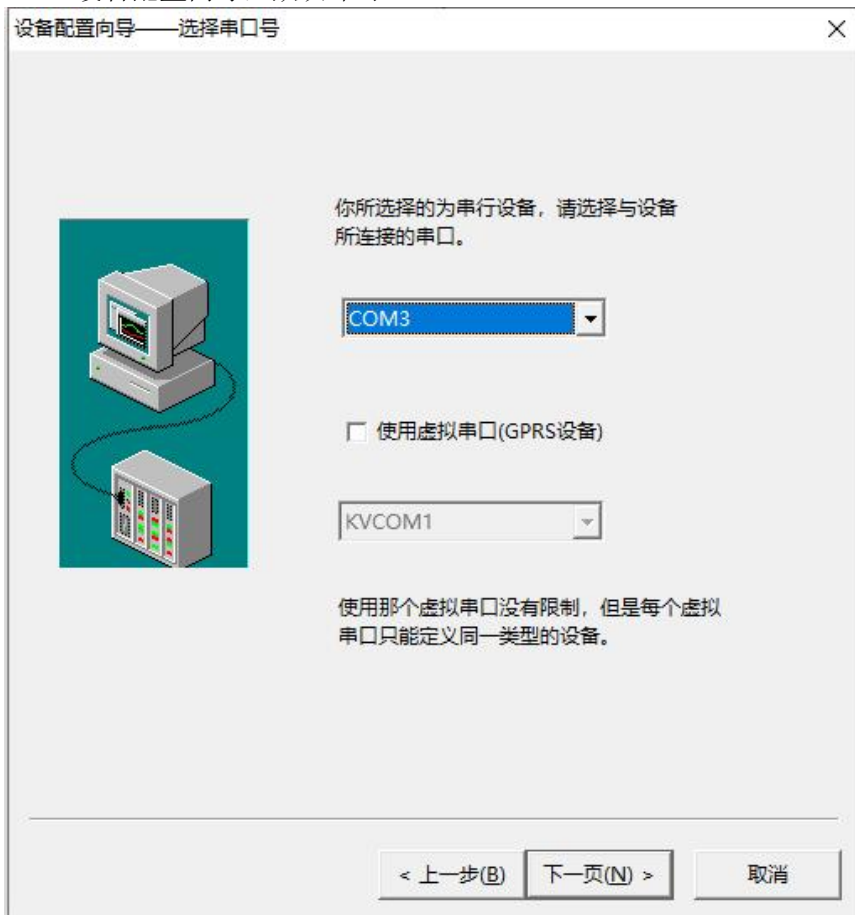 设备配置向导——选择串口号
你所选择的为串行设备，请选择与设备
所连接的串口。
COM3
使用虚拟串口(GPRS设备)
KVCOM1
使用那个虚拟串口没有限制，但是每个虚拟
串口只能定义同一类型的设备。
< 上一步(B) 下一页(N) > 取消